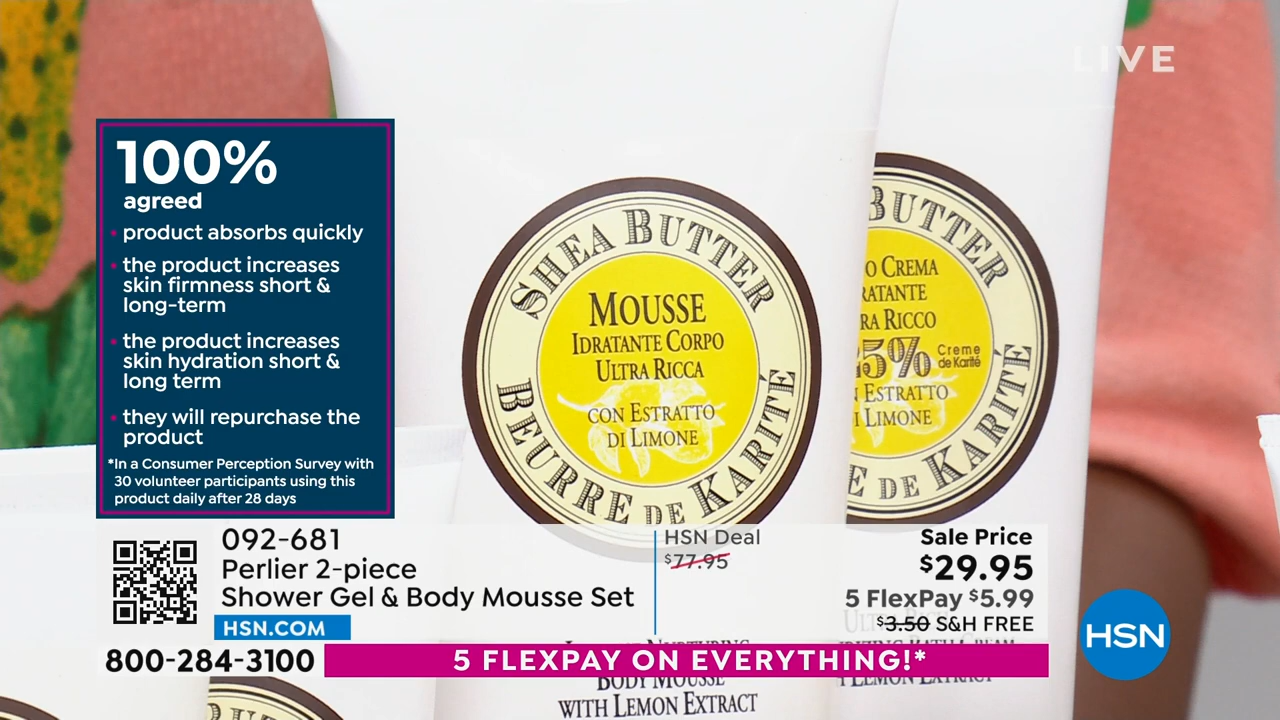 LIVE
100%
agreed
• product absorbs quickly
• the product increases
skin firmness short &
long-term
• the product increases
skin hydration short &
long term
• they will repurchase the
product
*In a Consumer Perception Survey with
30 volunteer participants using this
product daily after 28 days
SHEA BUTTER
MOUSSE
IDRATANTE CORPO
ULTRA RICCA
CON ESTRATTO
DI LIMONE
BEURRE DE KARITÉ
BUTTER
O CREMA
RATANTE
RA RICCO
5% Creme
de Karité
ESTRATTO
I LIMONE
E DE KARITÉ
092-681
Perlier 2-piece
Shower Gel & Body Mousse Set
HSN.COM
HSN Deal
$77.95
Sale Price
$29.95
5 FlexPay $5.99
$3.50 S&H FREE
HSN
800-284-3100
5 FLEXPAY ON EVERYTHING!*
BODY MOUSSE
WITH LEMON EXTRACT
LEMON EXTRACT